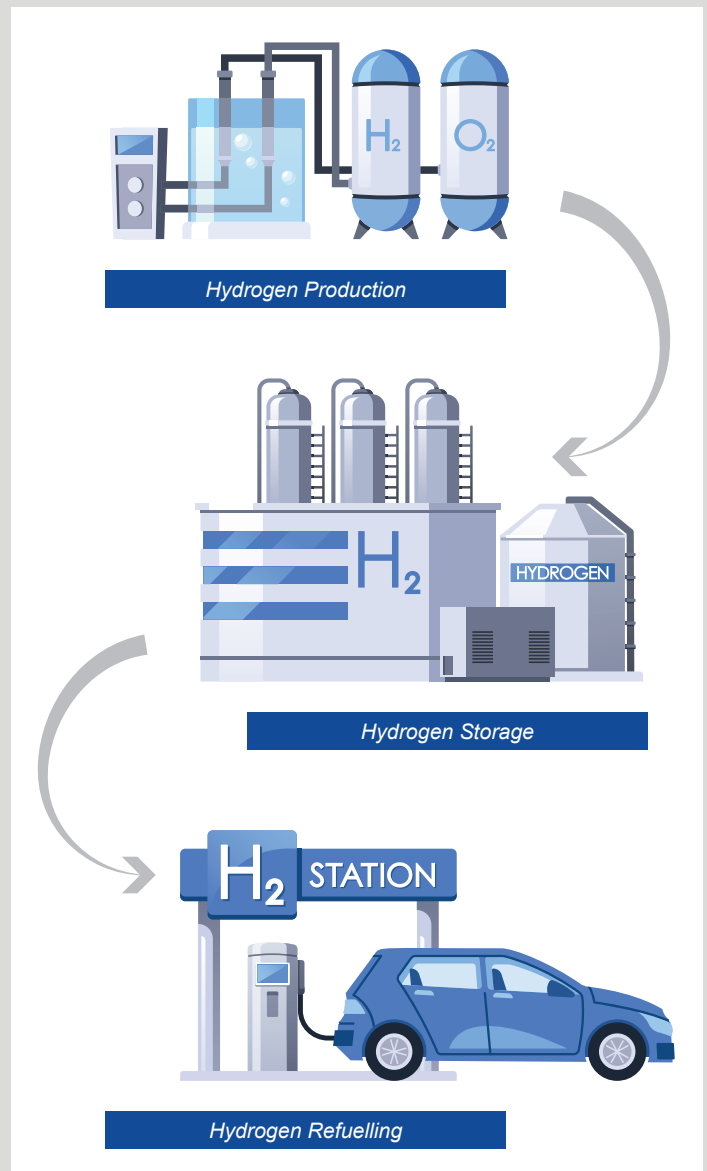 H₂
O₂
Hydrogen Production
H₂
HYDROGEN
Hydrogen Storage
H₂ STATION
Hydrogen Refuelling